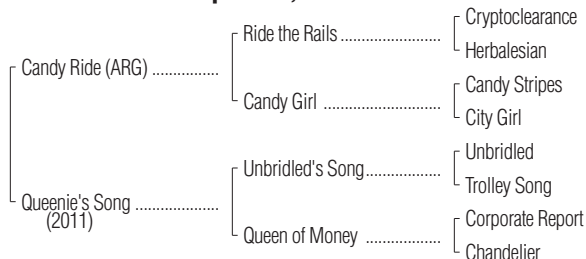 Cryptoclearance
Ride the Rails ..................
Herbalesian
Candy Ride (ARG) ...............
Candy Stripes
Candy Girl .......................
City Girl
Unbridled
Unbridled's Song................
Trolley Song
Queenie's Song ..................
(2011)
Corporate Report
Queen of Money ................
Chandelier